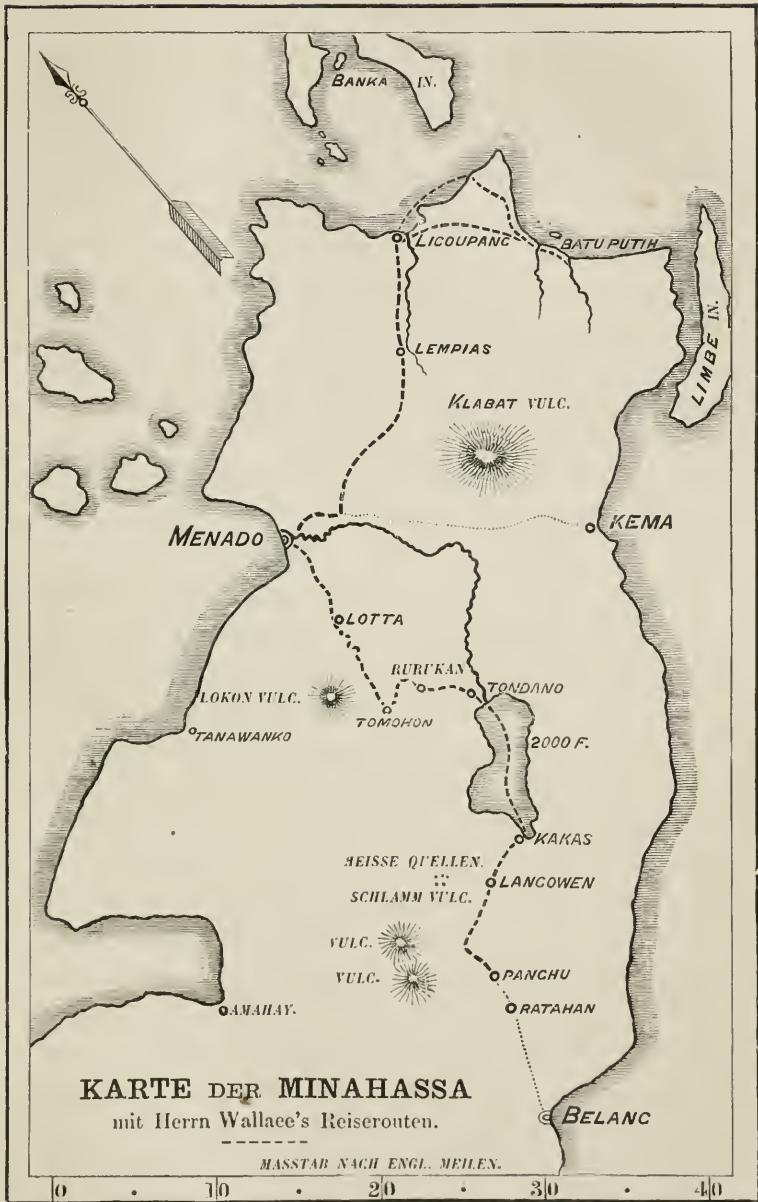 BANKA IN.
LICOUPANG
BATU PUTIH
LIMBE IN.
LEMPIAS
KLABAT VULC.
MENADO
KEMA
LOTTA
RURUKAN
LOKON VULC.
TONDANO
TOMOHON
TANAWANKO
2000 F.
KAKAS
HEISSE QUELLEN.
LANGOWEN
SCHLAMM VULC.
VULC.
VULC.
PANGHU
RATAHAN
AMAHAY.
KARTE DER MINAHASSA
mit Herrn Wallace's Reiserouten.
BELANG
MASSTAB NACH ENGL. MEILEN.
0 10 20 30 40